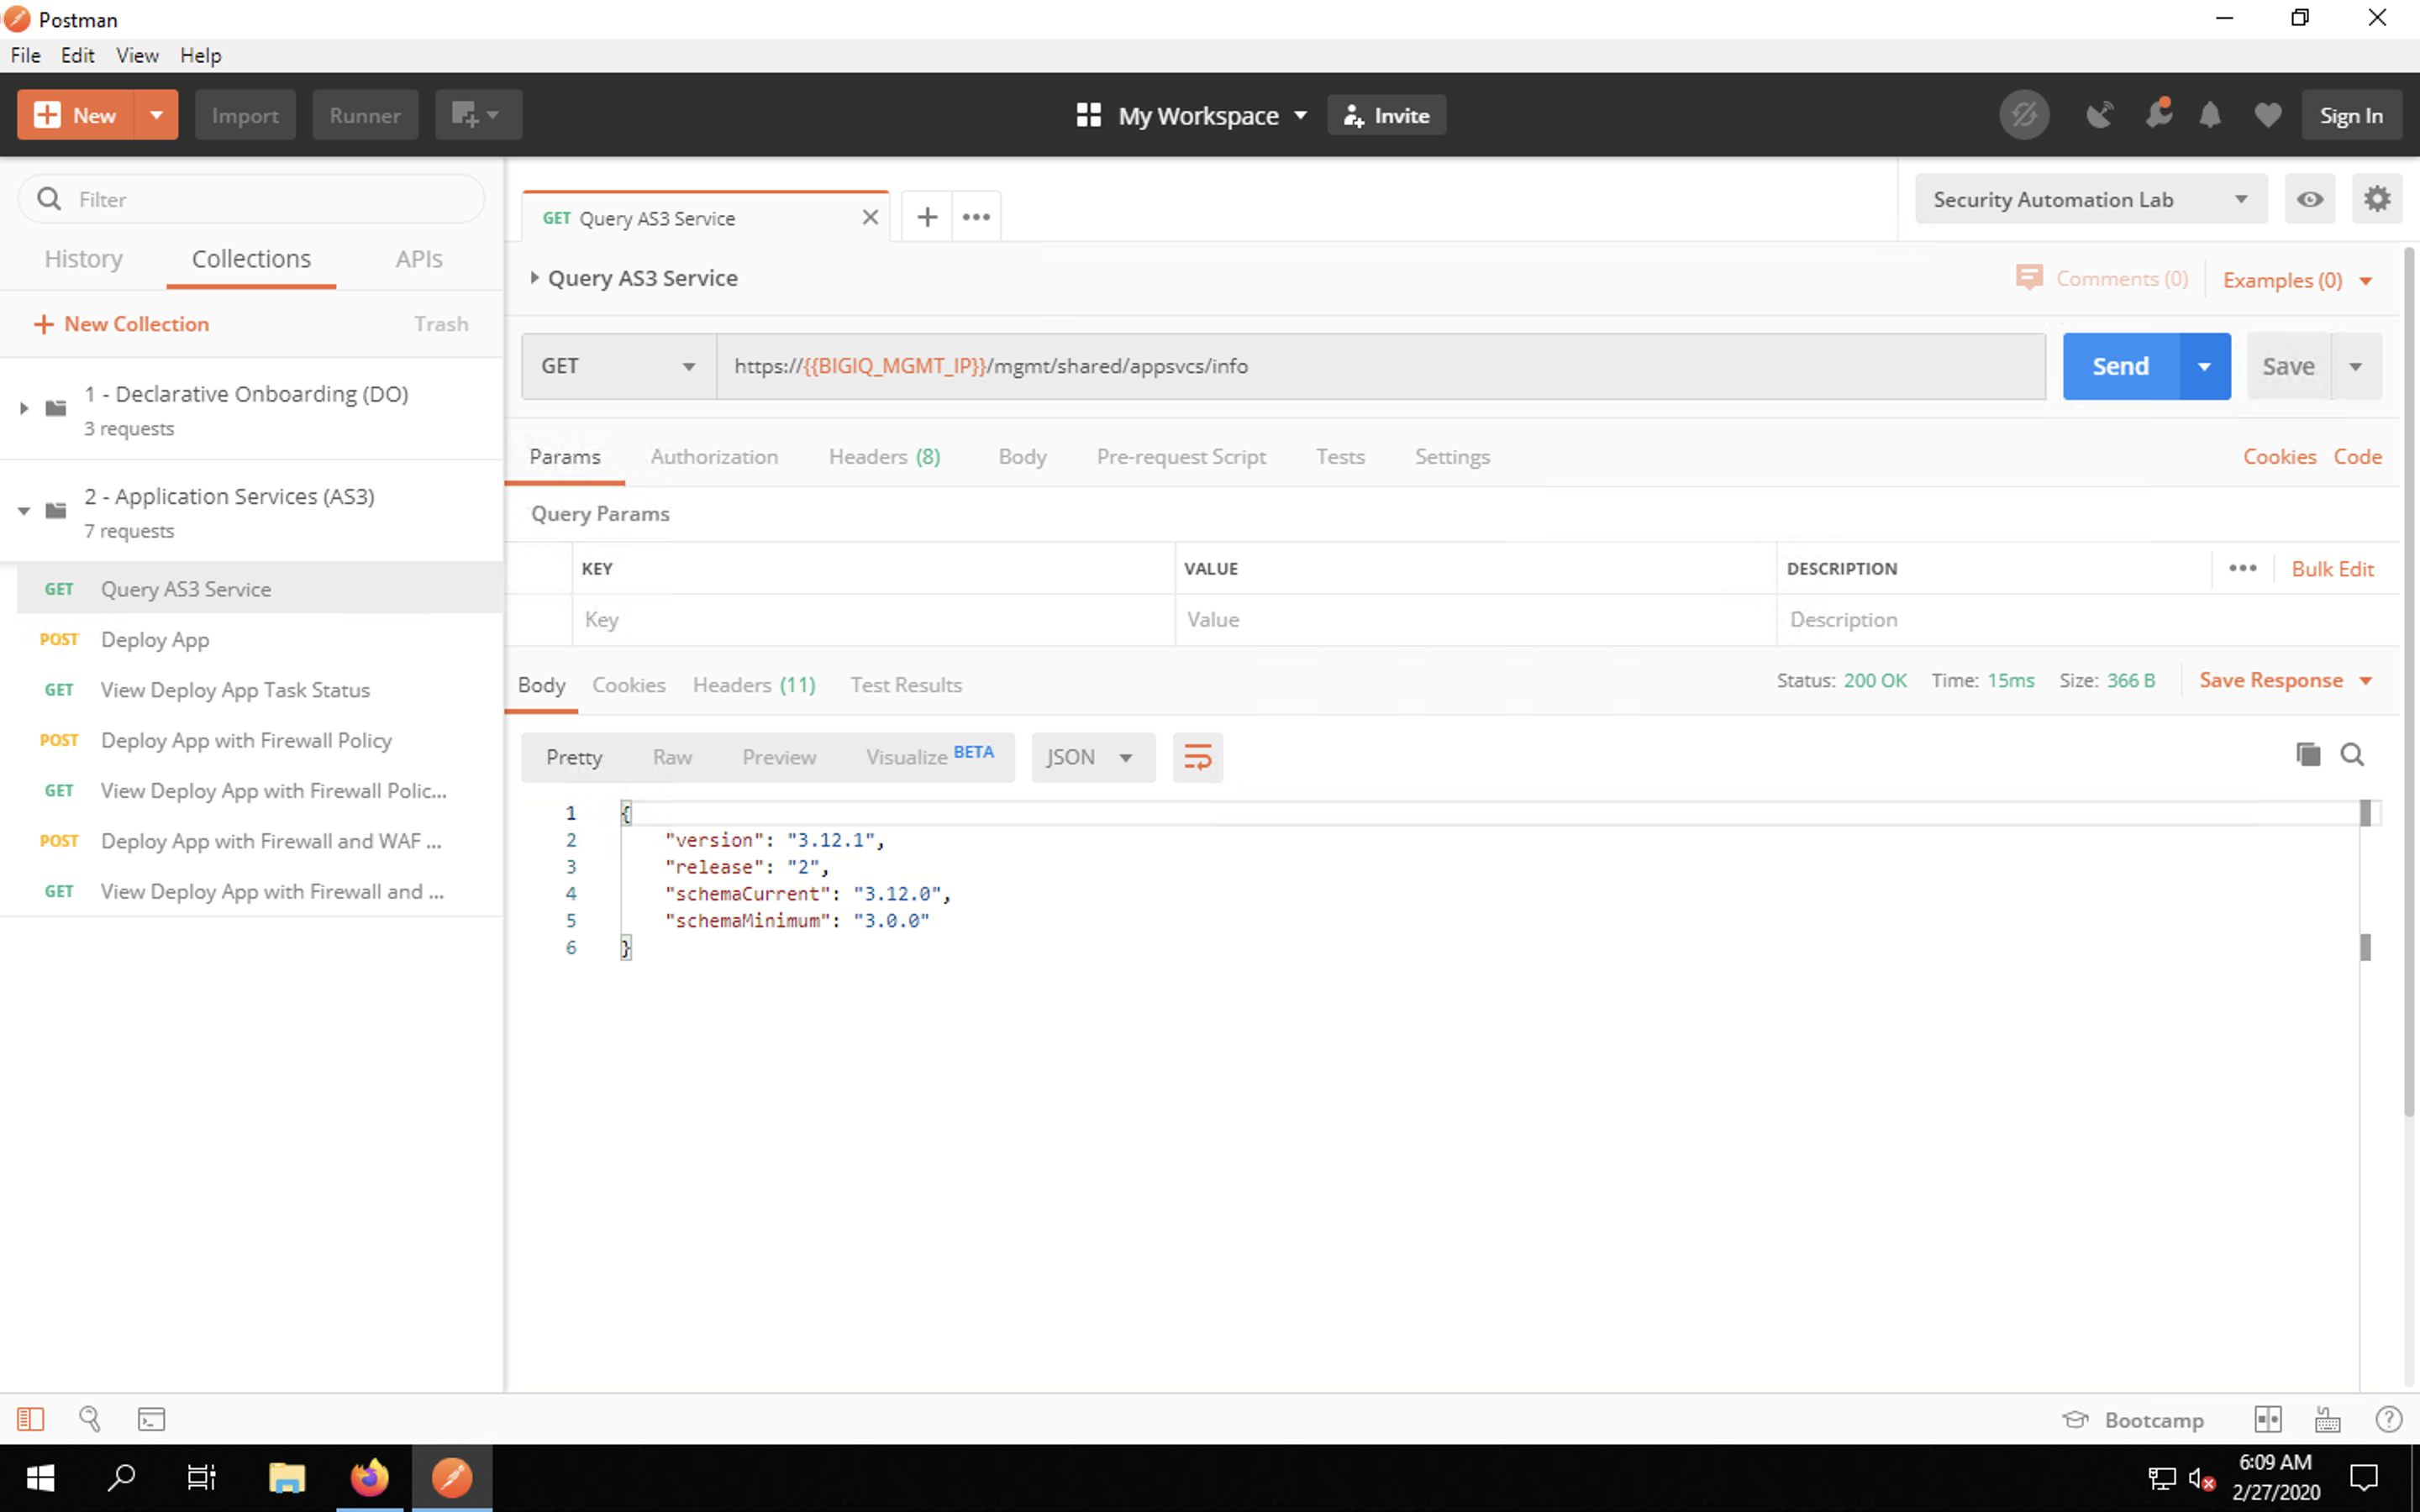 Postman
File Edit View Help
New Import Runner My Workspace Invite Sign In
Filter
History Collections APIs
New Collection Trash
1 - Declarative Onboarding (DO)
3 requests
2 - Application Services (AS3)
7 requests
GET Query AS3 Service
POST Deploy App
GET View Deploy App Task Status
POST Deploy App with Firewall Policy
GET View Deploy App with Firewall Polic...
POST Deploy App with Firewall and WAF ...
GET View Deploy App with Firewall and ...
GET Query AS3 Service
Security Automation Lab
Query AS3 Service
Comments (0) Examples (0)
GET https://{{BIGIQ_MGMT_IP}}/mgmt/shared/appsvcs/info Send Save
Params Authorization Headers (8) Body Pre-request Script Tests Settings Cookies Code
Query Params
KEY VALUE DESCRIPTION Bulk Edit
Key Value Description
Body Cookies Headers (11) Test Results Status: 200 OK Time: 15ms Size: 366 B Save Response
Pretty Raw Preview Visualize BETA JSON
1 {
2 "version": "3.12.1",
3 "release": "2",
4 "schemaCurrent": "3.12.0",
5 "schemaMinimum": "3.0.0"
6 }
Bootcamp
6:09 AM
2/27/2020